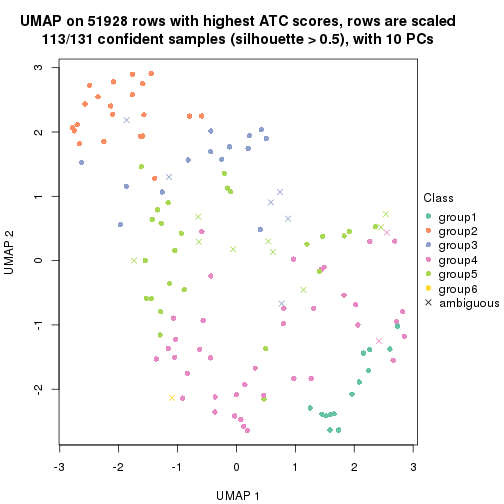 UMAP on 51928 rows with highest ATC scores, rows are scaled
113/131 confident samples (silhouette > 0.5), with 10 PCs
3
2
1
0
-1
-2
UMAP 2
-3
-2
-1
0
1
2
3
UMAP 1
Class
group1
group2
group3
group4
group5
group6
ambiguous